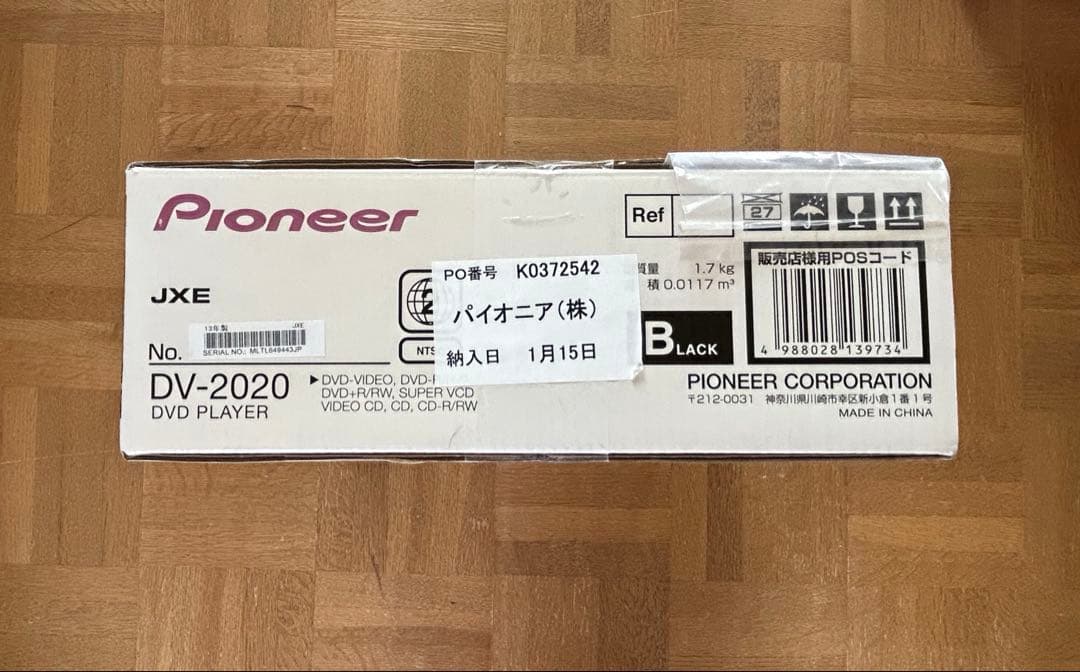 Pioneer
Ref
27
JXE
2
質量 1.7 kg
積 0.0117 m³
販売店様用POSコード
4 988028 139734
PO番号 K0372542
パイオニア(株)
納入日 1月15日
13年製 JXE
No.
SERIAL NO.: MLTL649443JP
NTS
BLACK
DV-2020
DVD PLAYER
▶DVD-VIDEO, DVD-R
DVD+R/RW, SUPER VCD
VIDEO CD, CD, CD-R/RW
PIONEER CORPORATION
〒212-0031 神奈川県川崎市幸区新小倉1番1号
MADE IN CHINA